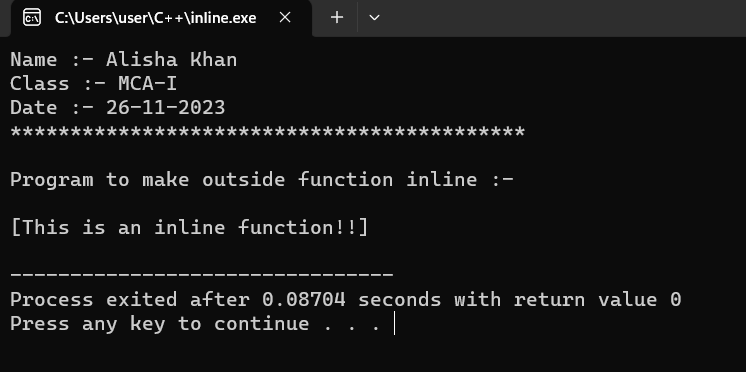 C:\Users\user\C++\inline.exe
Name :- Alisha Khan
Class :- MCA-I
Date :- 26-11-2023
*******************************************
Program to make outside function inline :-
[This is an inline function!!]
--------------------------------
Process exited after 0.08704 seconds with return value 0
Press any key to continue . . .